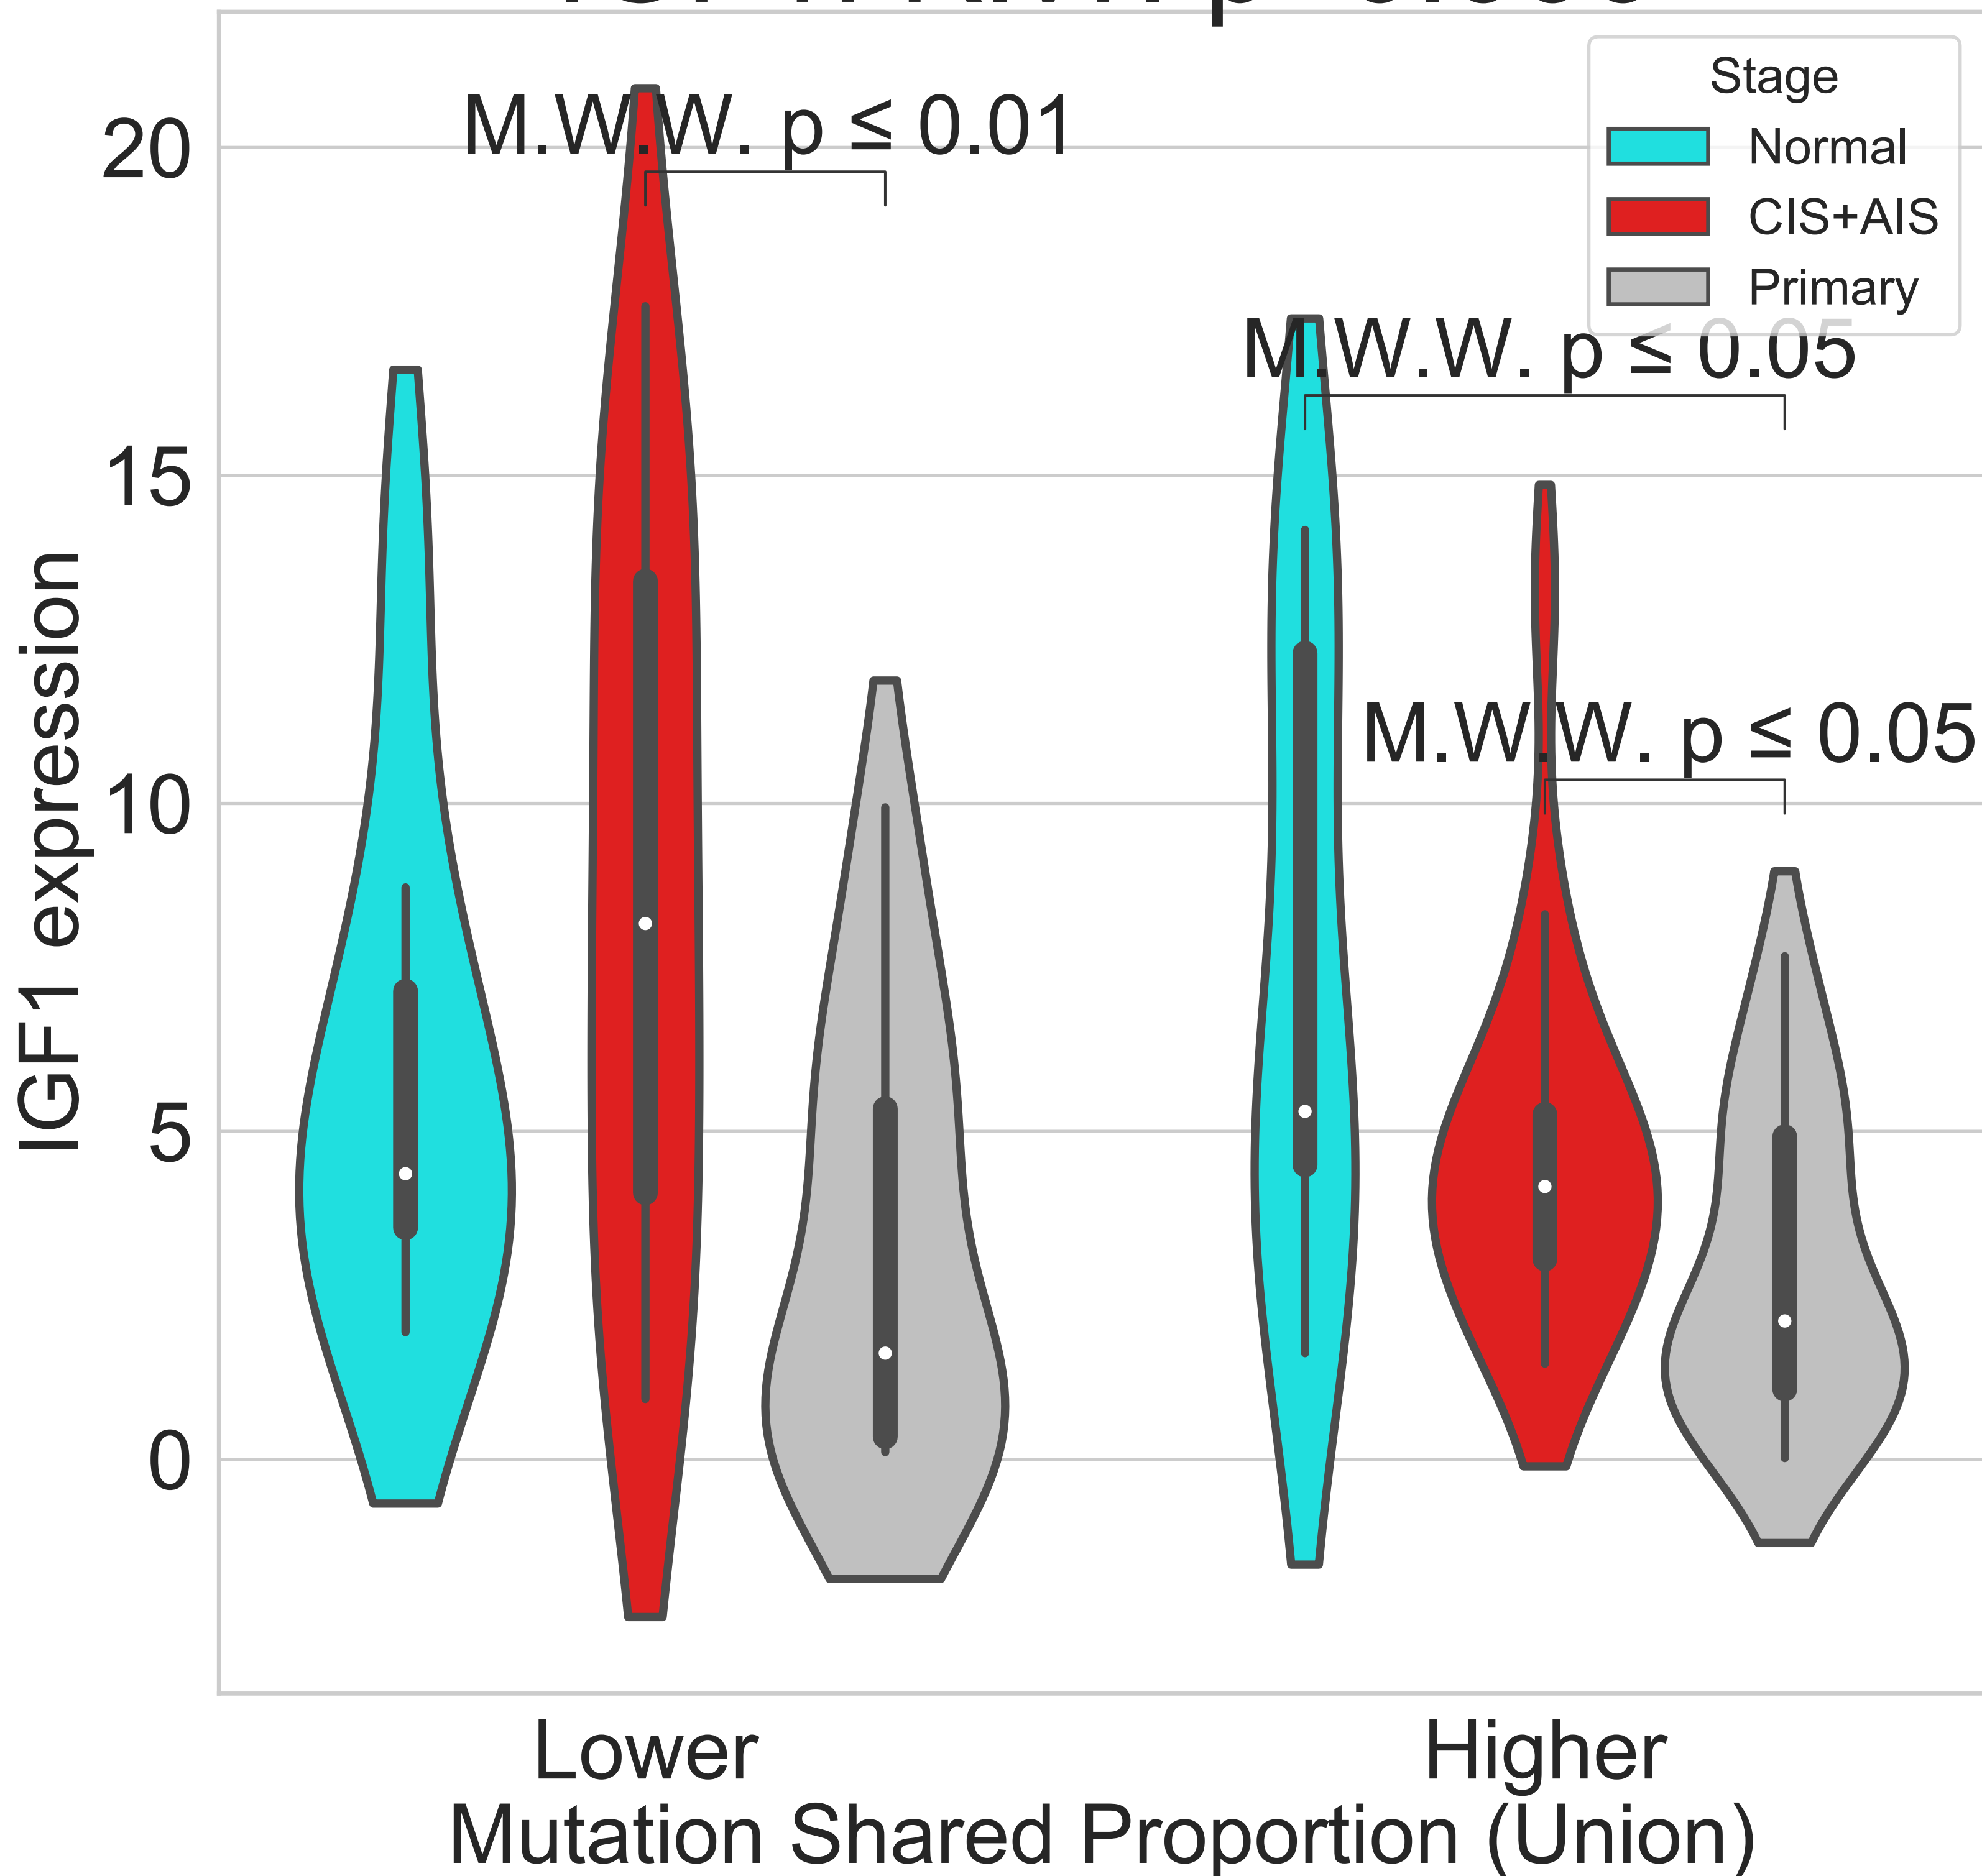 M.W.W. p ≤ 0.01
Stage
Normal
CIS+AIS
Primary
M.W.W. p ≤ 0.05
M.W.W. p ≤ 0.05
20
15
10
5
0
IGF1 expression
Lower
Higher
Mutation Shared Proportion (Union)